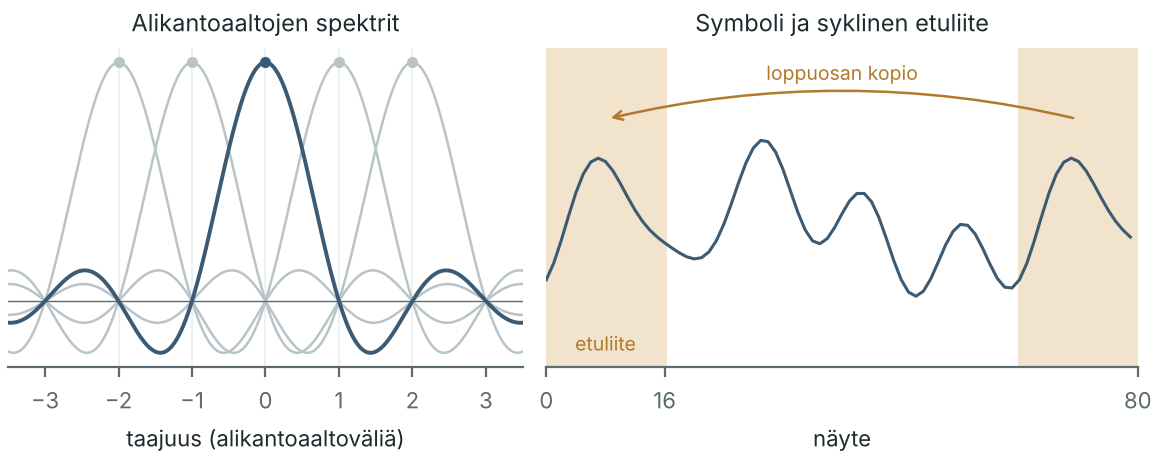 Alikantoaaltojen spektrit
−3 −2 −1 0 1 2 3
taajuus (alikantoaaltoväliä)
Symboli ja syklinen etuliite
loppuosan kopio
etuliite
0 16 80
näyte